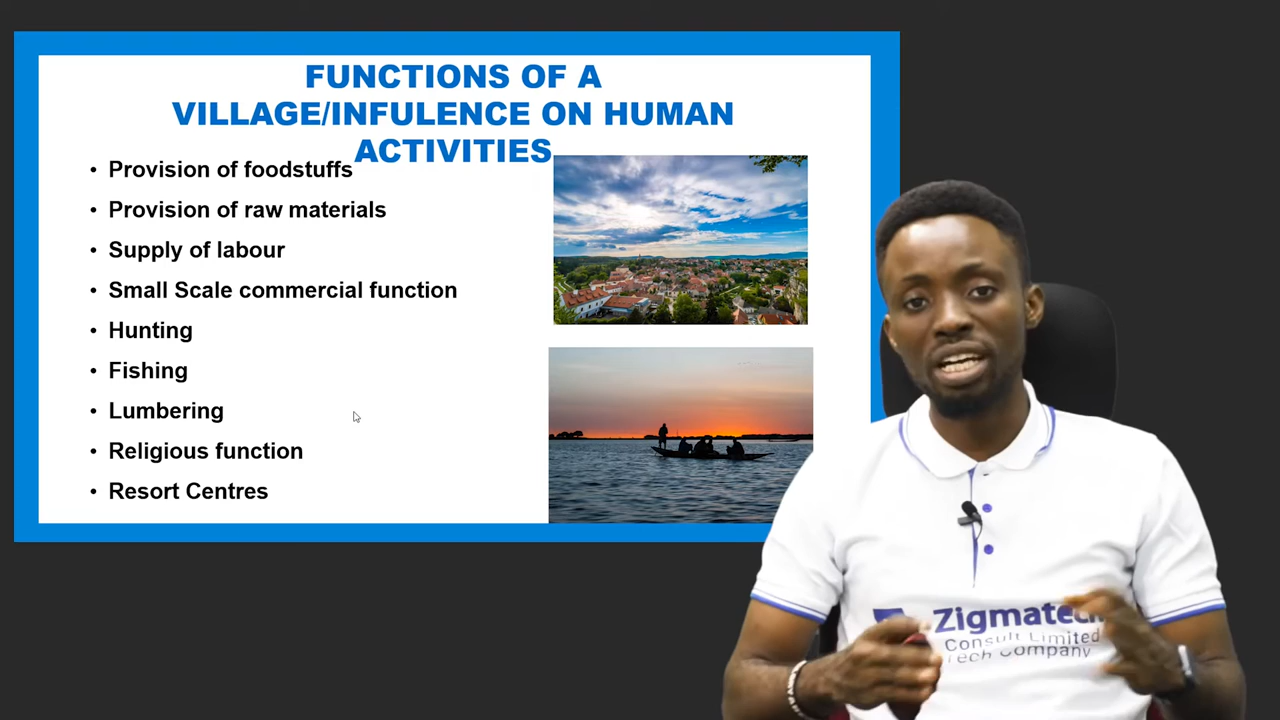 FUNCTIONS OF A
VILLAGE/INFULENCE ON HUMAN
ACTIVITIES
• Provision of foodstuffs
• Provision of raw materials
• Supply of labour
• Small Scale commercial function
• Hunting
• Fishing
• Lumbering
• Religious function
• Resort Centres
Zigmatech
Consult Limited
Tech Company